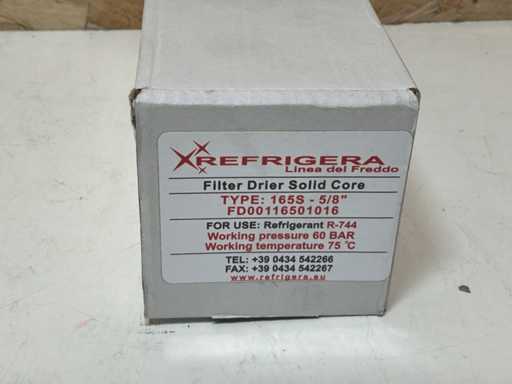 REFRIGERA
Linea del Freddo
Filter Drier Solid Core
TYPE: 165S - 5/8"
FD00116501016
FOR USE: Refrigerant R-744
Working pressure 60 BAR
Working temperature 75 °C
TEL: +39 0434 542266
FAX: +39 0434 542267
www.refrigera.eu